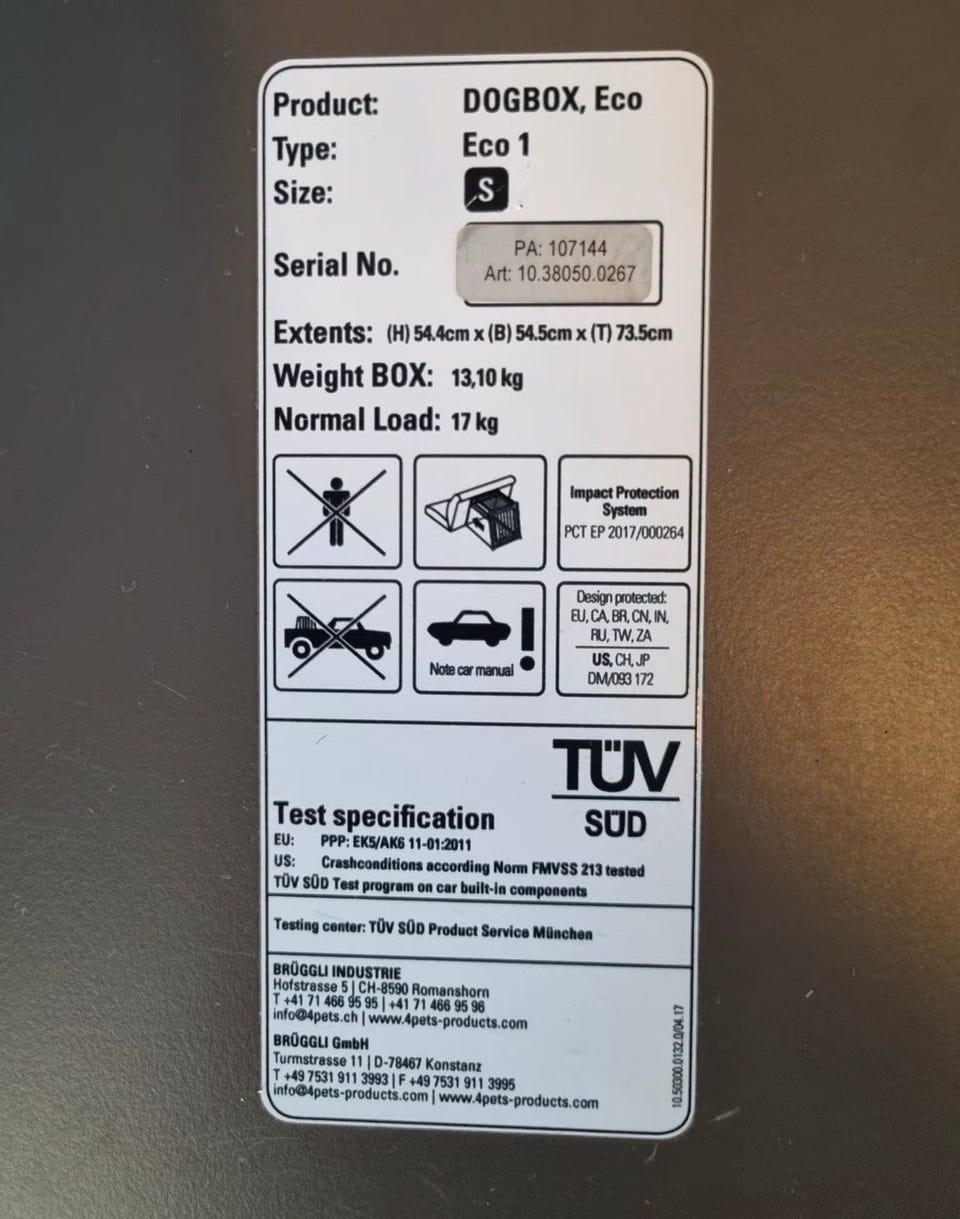 Product: DOGBOX, Eco
Type: Eco 1
Size: S
Serial No. PA: 107144
Art: 10.38050.0267
Extents: (H) 54.4cm x (B) 54.5cm x (T) 73.5cm
Weight BOX: 13,10 kg
Normal Load: 17 kg
Impact Protection
System
PCT EP 2017/000264
Note car manual
Design protected:
EU, CA, BR, CN, IN,
RU, TW, ZA
US, CH, JP
DM/093 172
TÜV
SÜD
Test specification
EU: PPP: EK5/AK6 11-01:2011
US: Crashconditions according Norm FMVSS 213 tested
TÜV SÜD Test program on car built-in components
Testing center: TÜV SÜD Product Service München
BRÜGGLI INDUSTRIE
Hofstrasse 5 | CH-8590 Romanshorn
T +41 71 466 95 95 | +41 71 466 95 96
info@4pets.ch | www.4pets-products.com
BRÜGGLI GmbH
Turmstrasse 11 | D-78467 Konstanz
T +49 7531 911 3993 | F +49 7531 911 3995
info@4pets-products.com | www.4pets-products.com
10.50300.0132.0/04.17